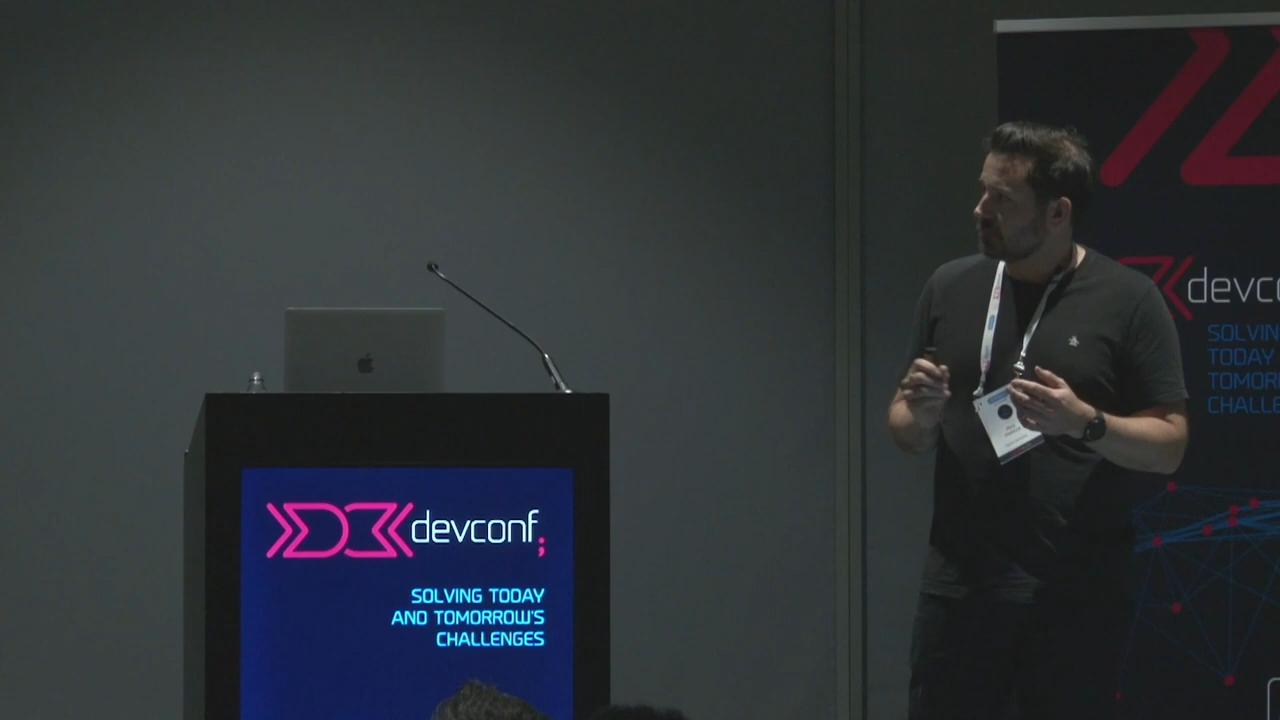 devconf;
SOLVING TODAY
AND TOMORROW'S
CHALLENGES
devc
SOLVIN
TODAY
TOMOR
CHALLE